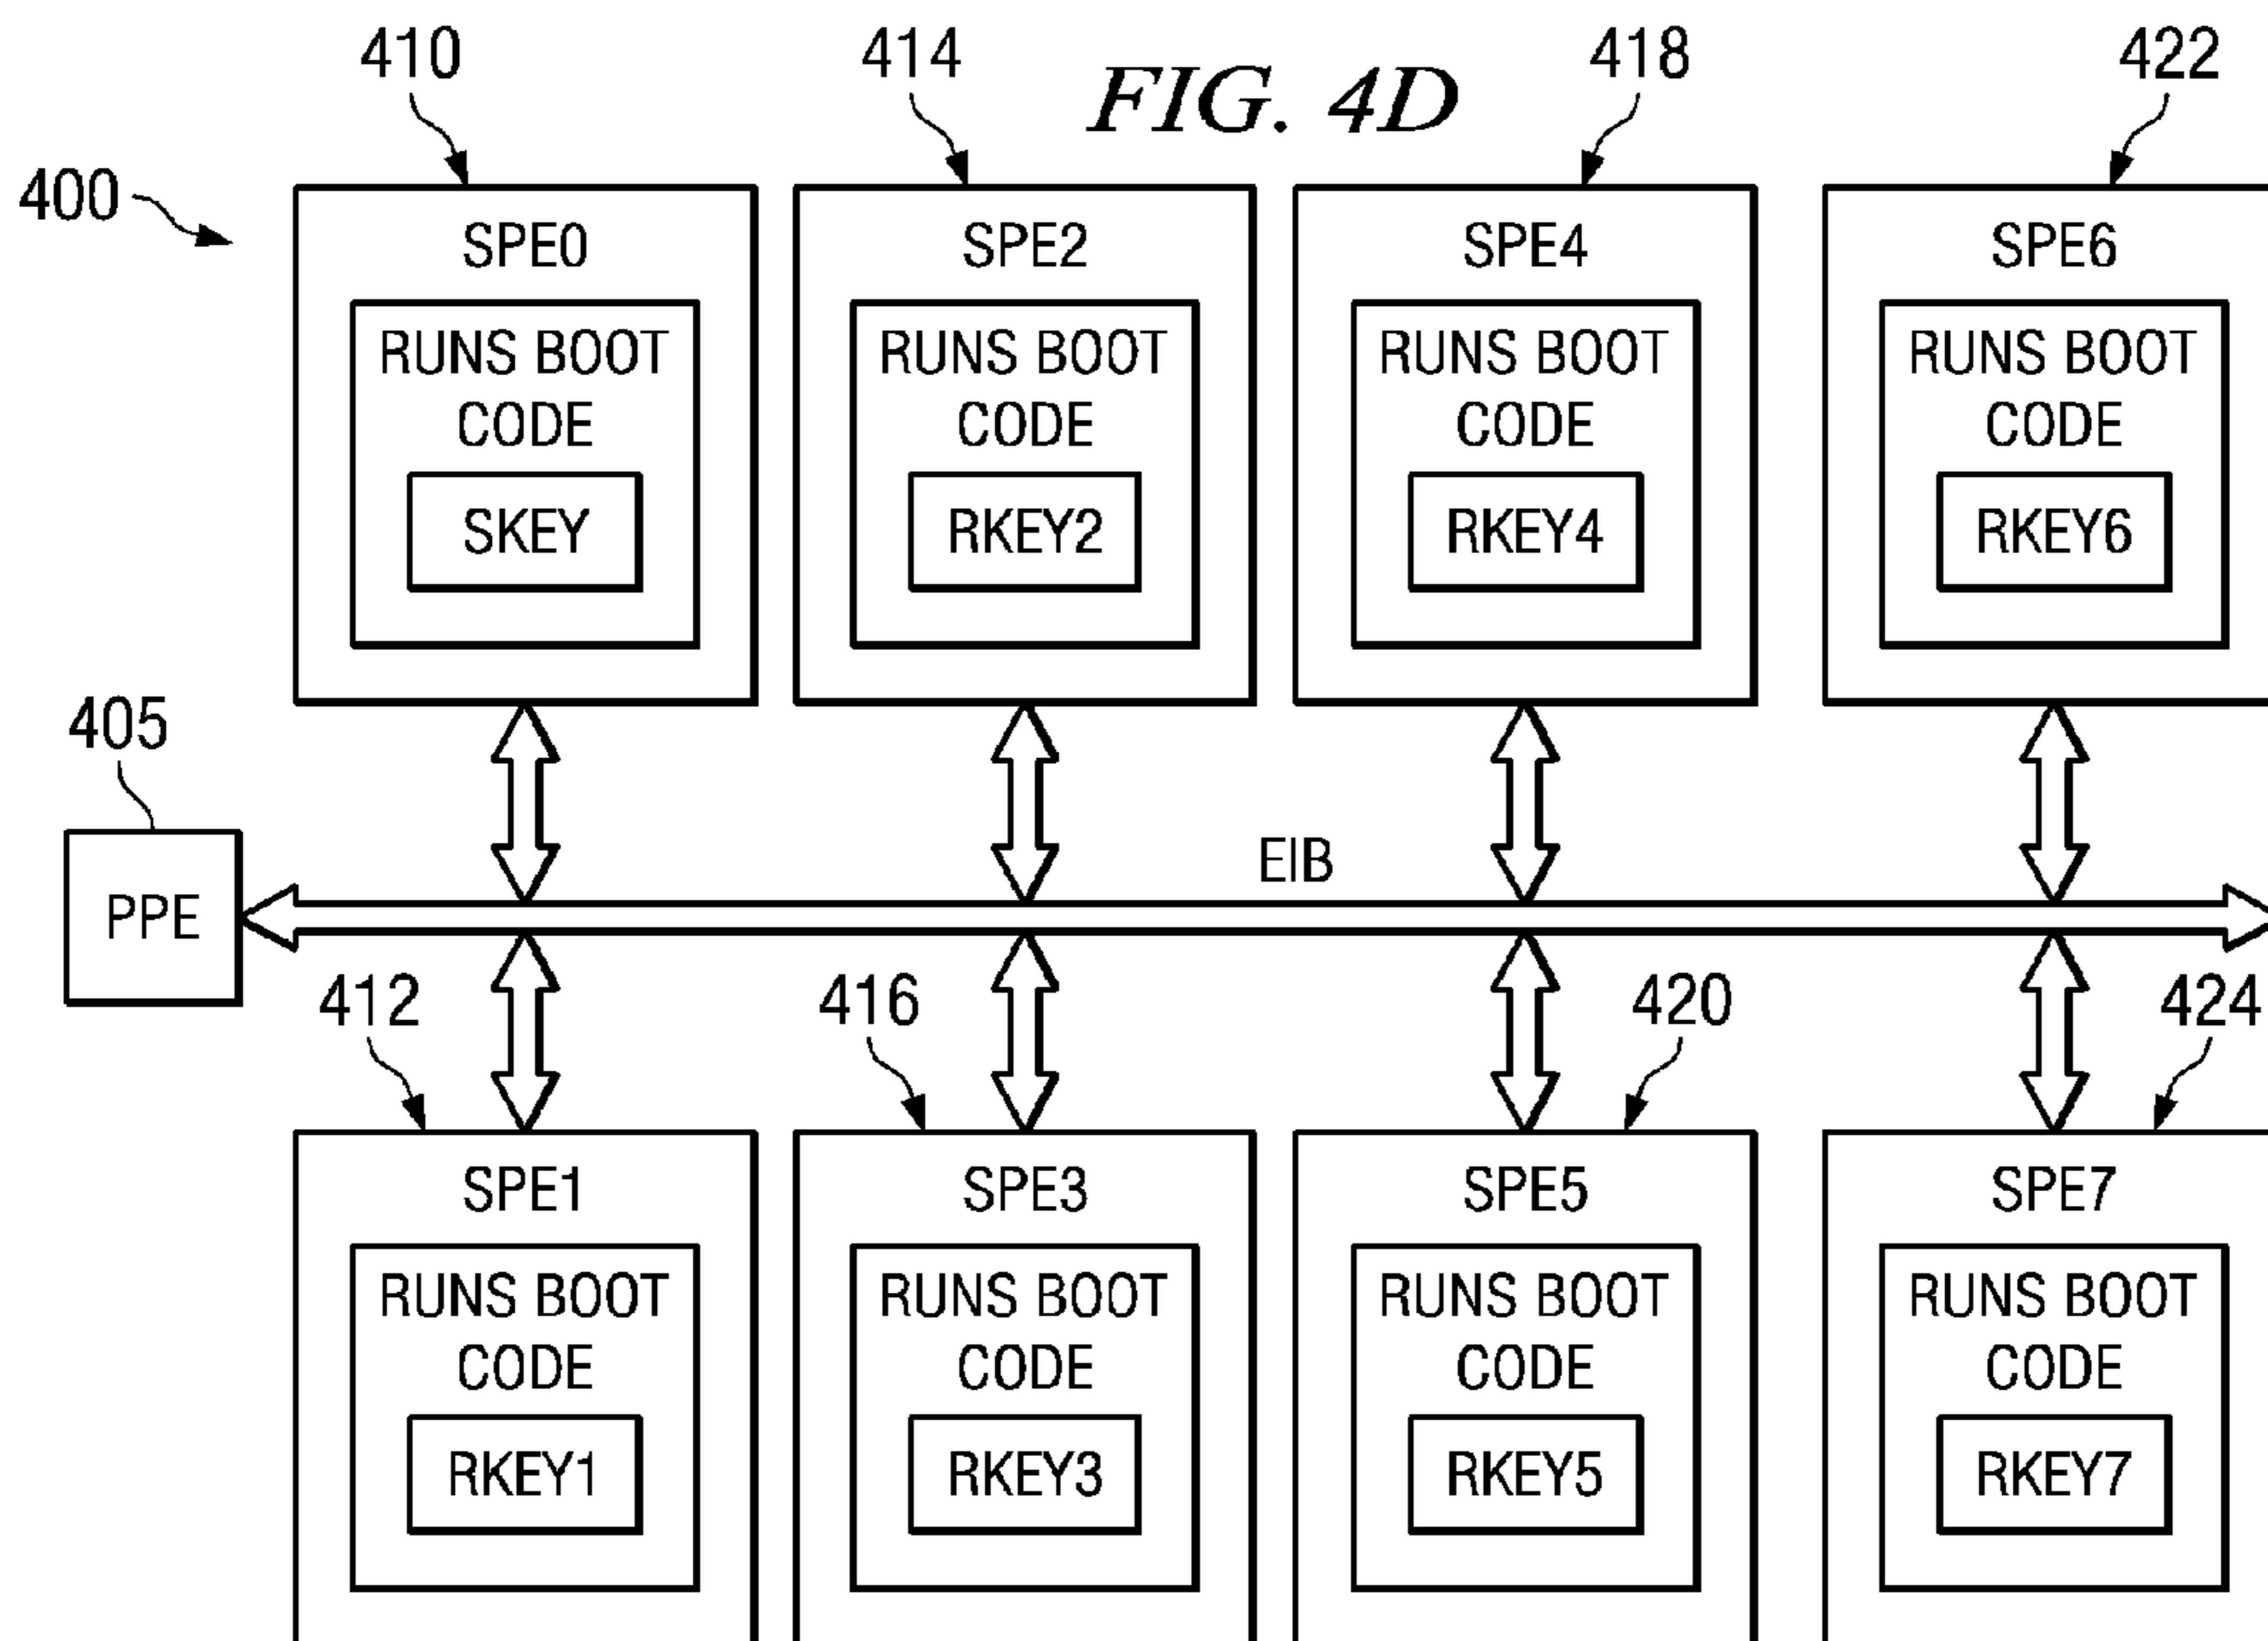 410
414
FIG. 4D
418
422
400
SPE0
RUNS BOOT
CODE
SKEY
SPE2
RUNS BOOT
CODE
RKEY2
SPE4
RUNS BOOT
CODE
RKEY4
SPE6
RUNS BOOT
CODE
RKEY6
405
PPE
EIB
412
416
420
424
SPE1
RUNS BOOT
CODE
RKEY1
SPE3
RUNS BOOT
CODE
RKEY3
SPE5
RUNS BOOT
CODE
RKEY5
SPE7
RUNS BOOT
CODE
RKEY7